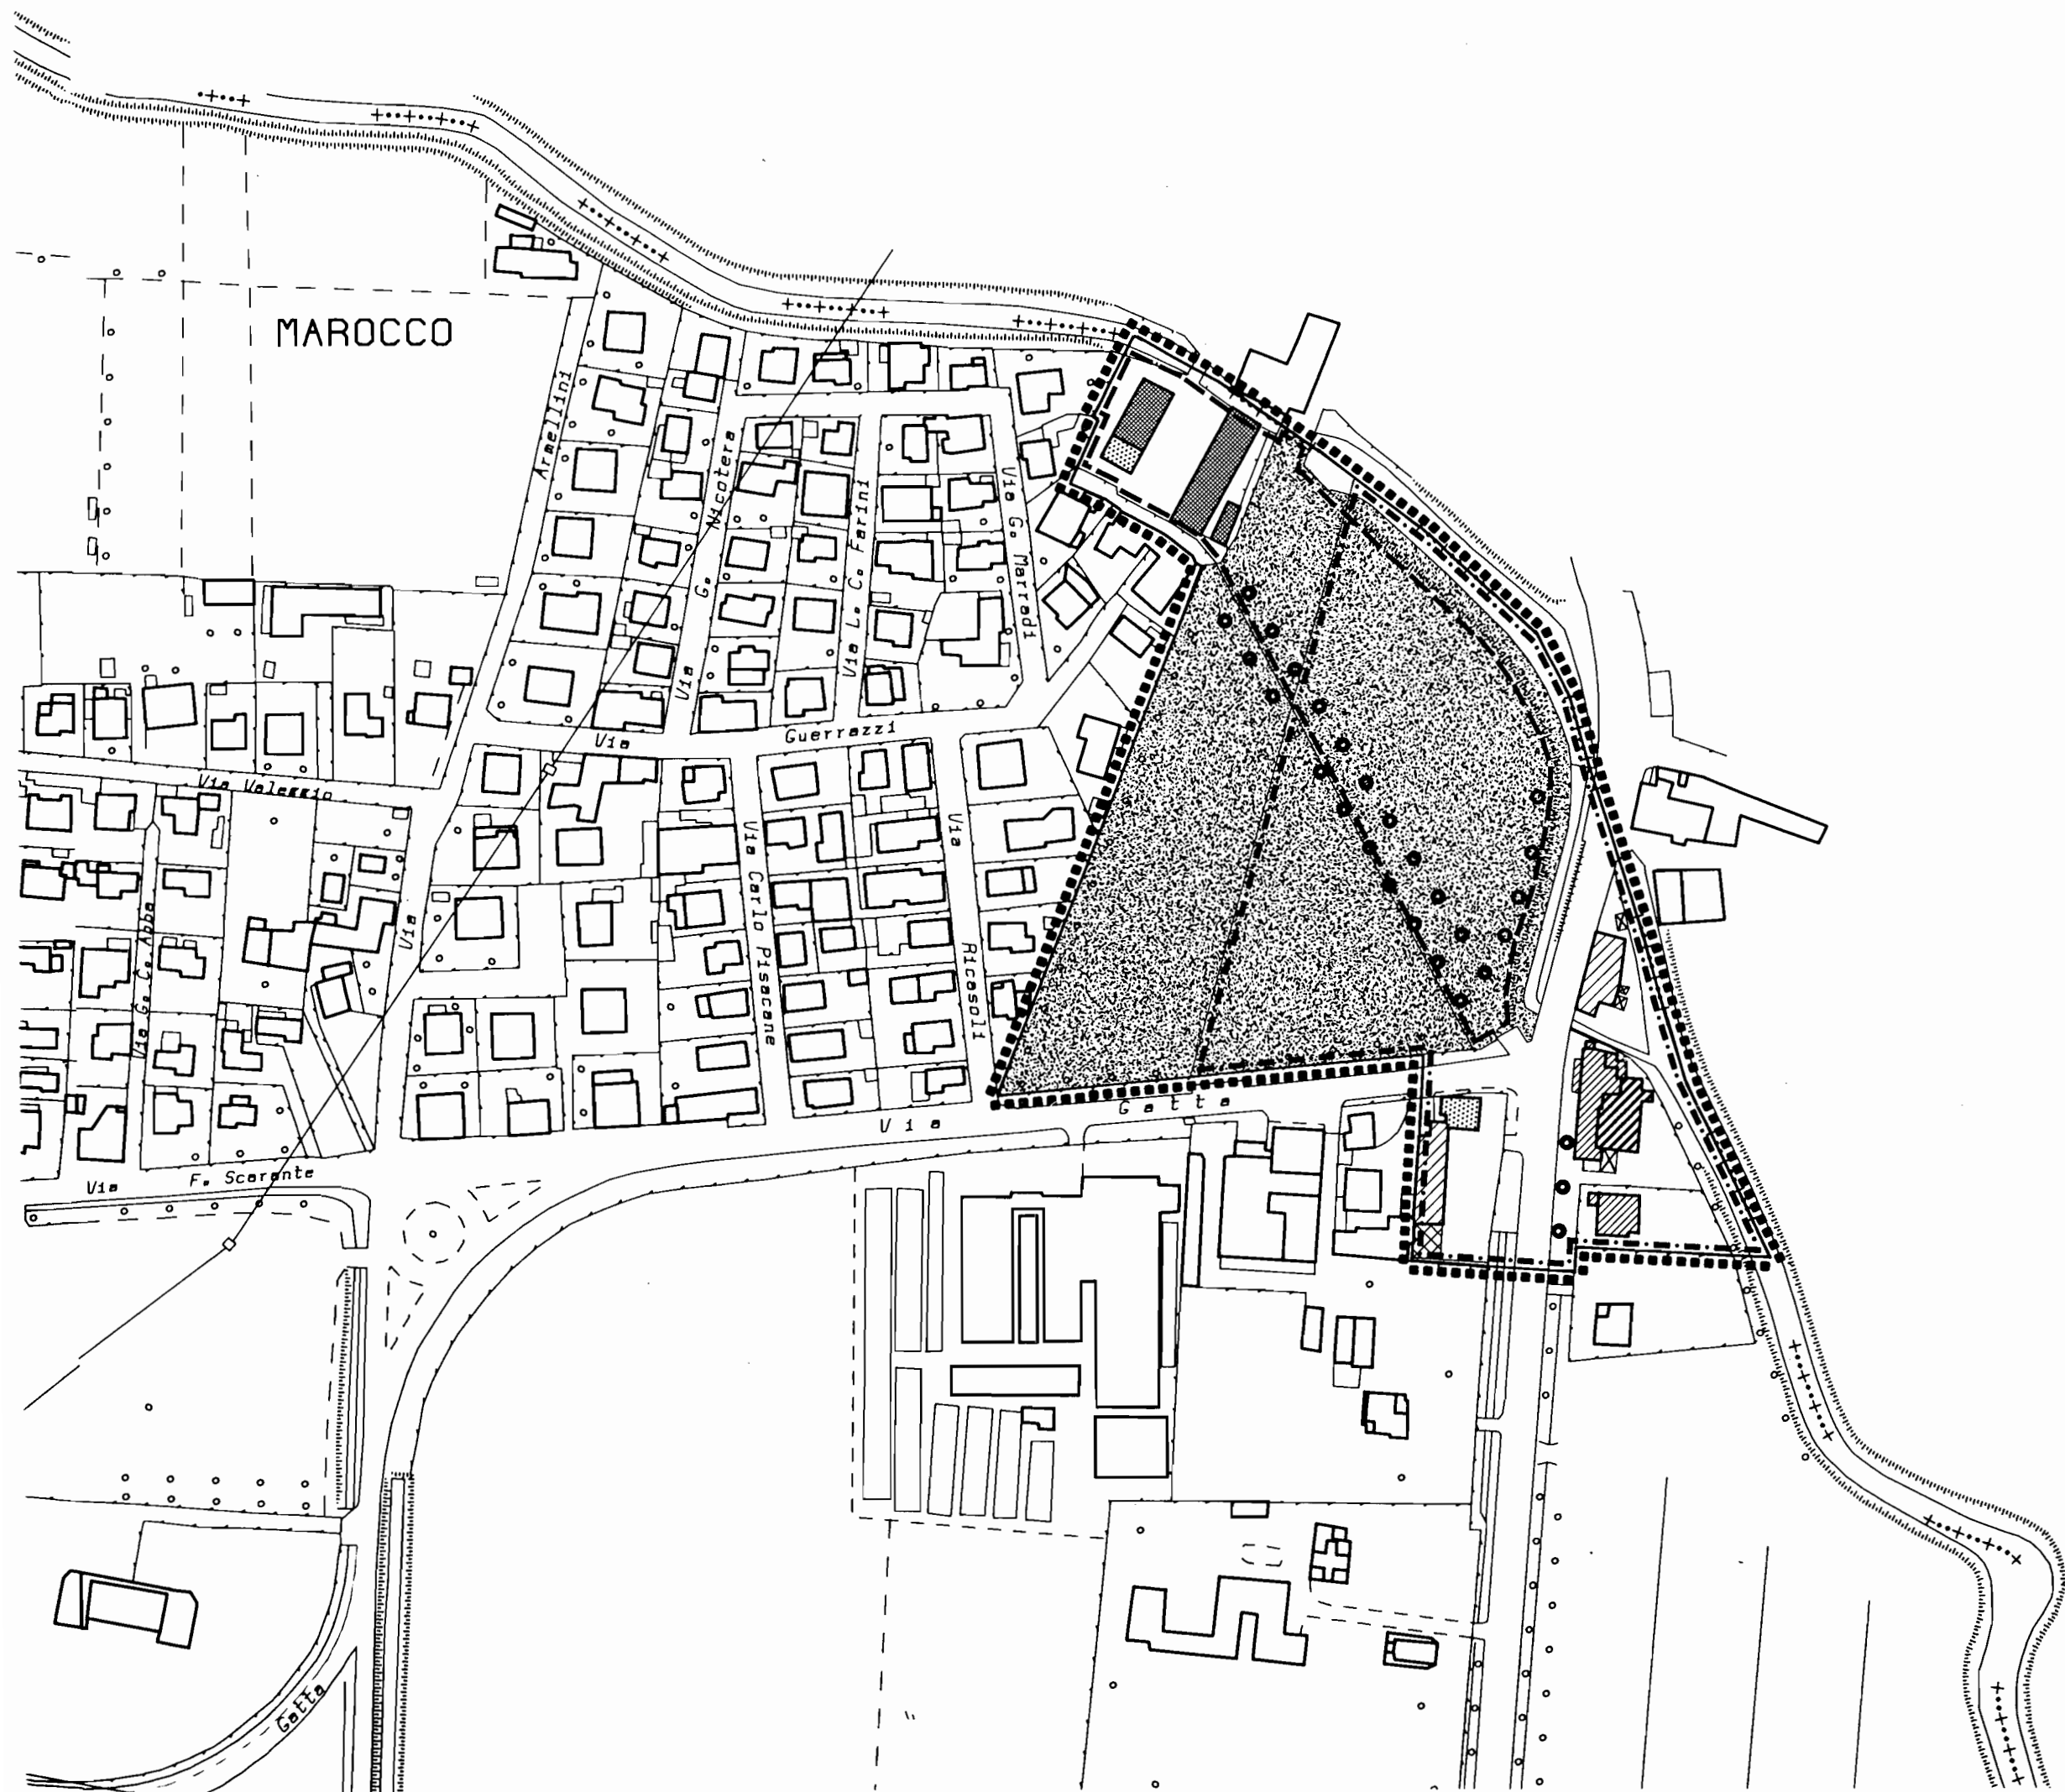 MAROCCO
Armellini
Via G. Nicotera
Via L. C. Farini
Via G. Marradi
Via Guerrazzi
Via Valeggio
Via
Via G. C. Abba
Via Carlo Pisacane
Via Ricasoli
Via Gatta
Via F. Scarante
Gatta